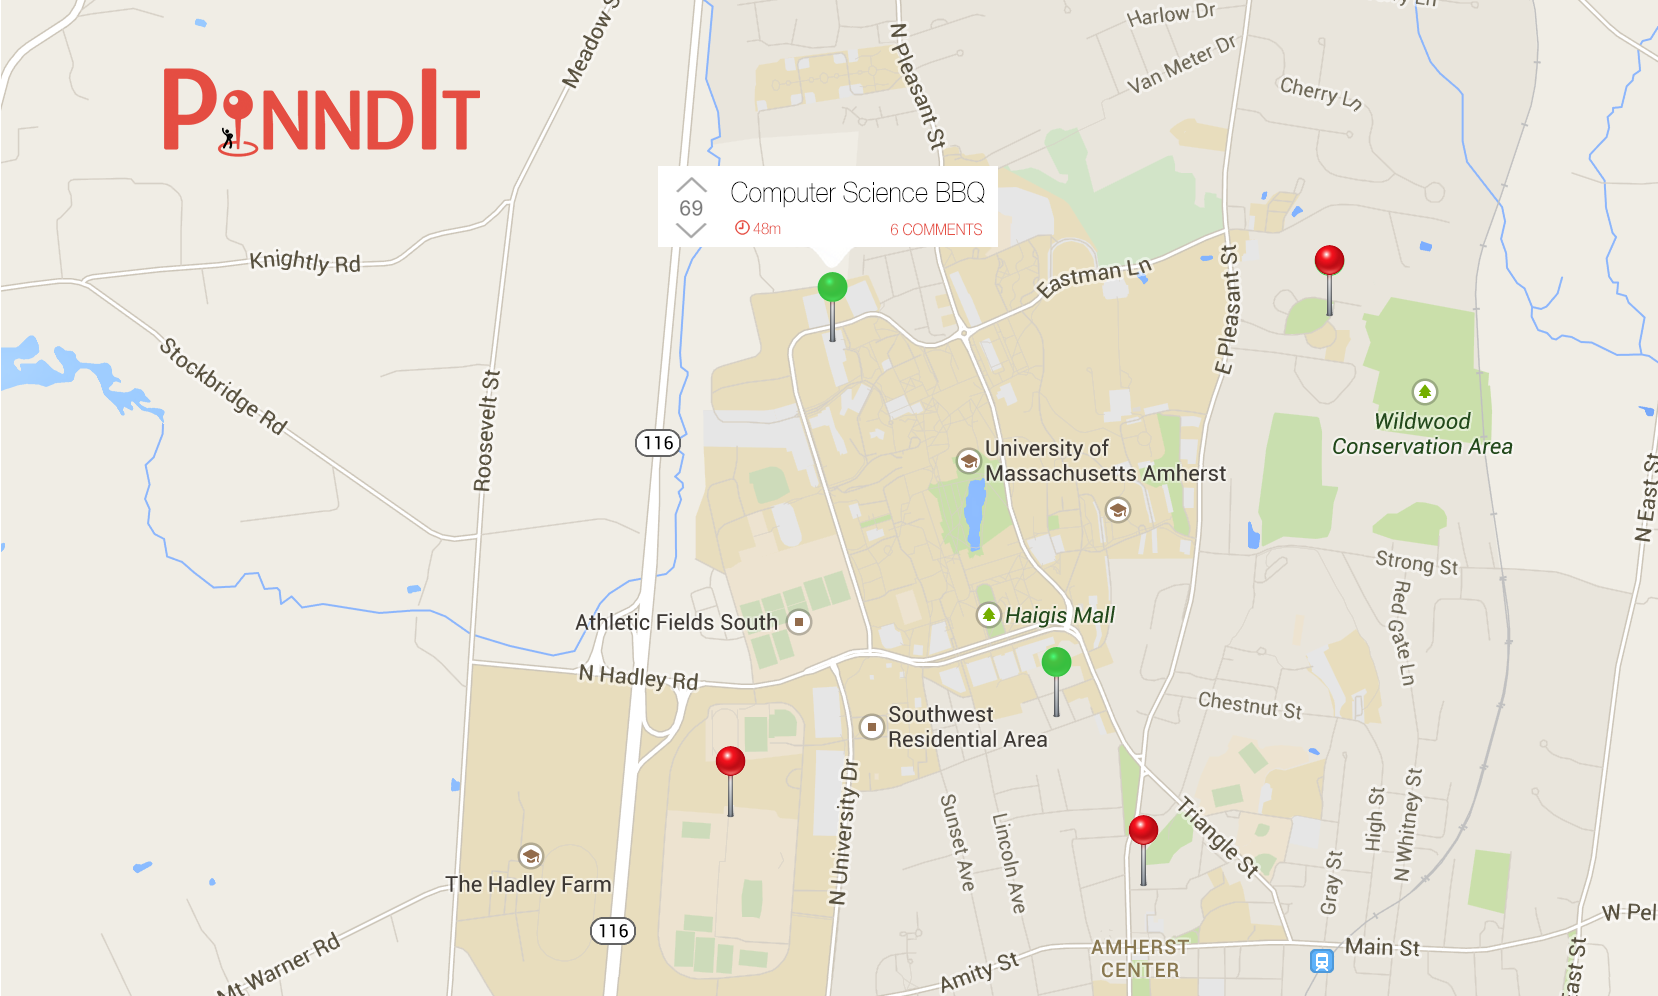 ry Ln
Harlow Dr
Meadow S
N Pleasant St
Van Meter Dr
Cherry Ln
PinndIt
Computer Science BBQ
69
48m
6 COMMENTS
Knightly Rd
Eastman Ln
E Pleasant St
Stockbridge Rd
Roosevelt St
116
Wildwood
Conservation Area
University of
Massachusetts Amherst
N East St
Strong St
Red Gate Ln
Athletic Fields South
Haigis Mall
N Hadley Rd
Chestnut St
Southwest
Residential Area
N University Dr
Sunset Ave
Lincoln Ave
Triangle St
High St
N Whitney St
Gray St
The Hadley Farm
116
W Pel
Mt Warner Rd
Amity St
AMHERST
CENTER
Main St
East St